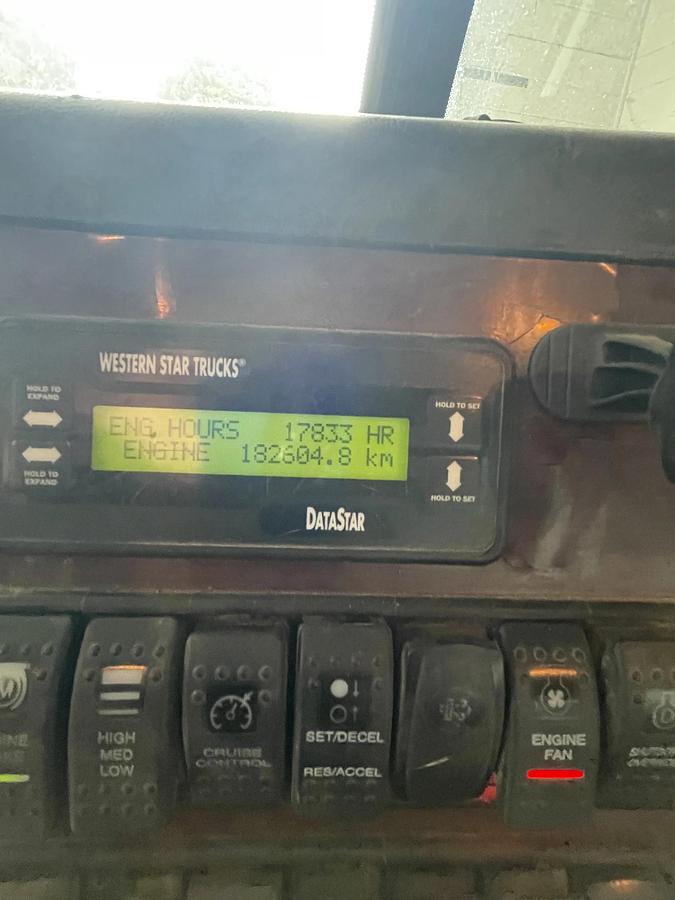 WESTERN STAR TRUCKS®
HOLD TO
EXPAND
HOLD TO SET
ENG HOURS 17833 HR
ENGINE 182604.8 km
HOLD TO
EXPAND
HOLD TO SET
DATASTAR
HIGH
MED
LOW
CRUISE
CONTROL
SET/DECEL
RES/ACCEL
ENGINE
FAN